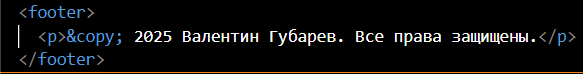 <footer>
<p>&copy; 2025 Валентин Губарев. Все права защищены.</p>
</footer>